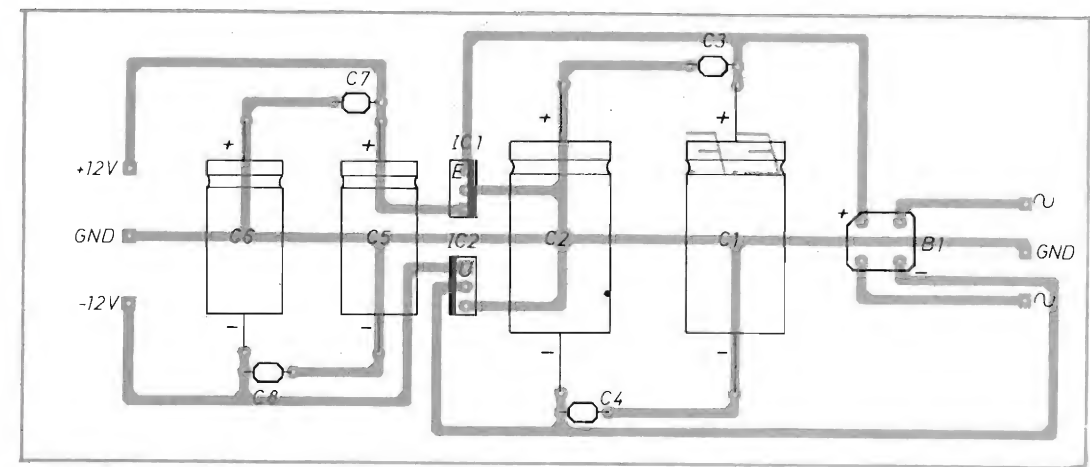 C3
C7
+
+
IC1
+
+
+12V
E
+
∿
GND
C6
C5
IC2
C2
C1
B1
GND
U
−
-12V
∿
−
−
−
−
C8
C4